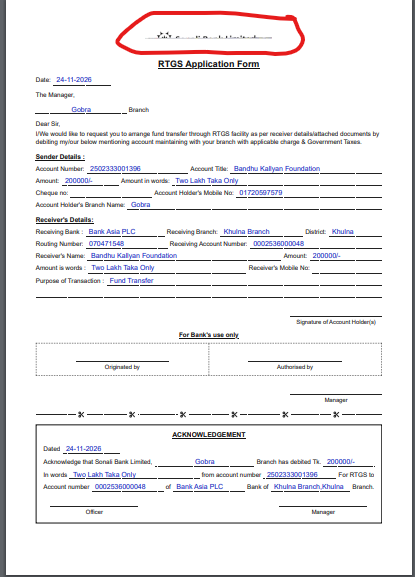 RTGS Application Form
Date: 24-11-2026
The Manager,
Gobra Branch
Dear Sir,
I/We would like to request you to arrange fund transfer through RTGS facility as per receiver details/attached documents by
debiting my/our below mentioning account maintaining with your branch with applicable charge & Government Taxes.
Sender Details :
Account Number: 2502333001396 Account Title: Bandhu Kallyan Foundation
Amount: 200000/- Amount in words: Two Lakh Taka Only
Cheque no: Account Holder's Mobile No: 01720597579
Account Holder's Branch Name: Gobra
Receiver's Details:
Receiving Bank : Bank Asia PLC Receiving Branch: Khulna Branch District: Khulna
Routing Number: 070471548 Receiving Account Number: 0002536000048
Receiver's Name: Bandhu Kallyan Foundation Amount: 200000/-
Amount is words : Two Lakh Taka Only Receiver's Mobile No:
Purpose of Transaction : Fund Transfer
Signature of Account Holder(s)
For Bank's use only
Originated by Authorised by
Manager
ACKNOWLEDGEMENT
Dated 24-11-2026
Acknowledge that Sonali Bank Limited, Gobra Branch has debited Tk. 200000/-
In words Two Lakh Taka Only from account number 2502333001396 For RTGS to
Account number 0002536000048 of Bank Asia PLC Bank of Khulna Branch,Khulna Branch.
Officer Manager